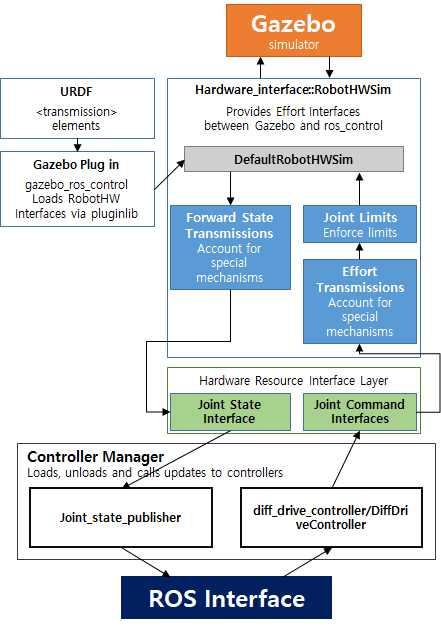 Gazebo
simulator
URDF
<transmission>
elements
Hardware_interface::RobotHWSim
Provides Effort Interfaces
between Gazebo and ros_control
Gazebo Plug in
gazebo_ros_control
Loads RobotHW
Interfaces via pluginlib
DefaultRobotHWSim
Forward State
Transmissions
Account for
special
mechanisms
Joint Limits
Enforce limits
Effort
Transmissions
Account for
special
mechanisms
Hardware Resource Interface Layer
Joint State
Interface
Joint Command
Interfaces
Controller Manager
Loads, unloads and calls updates to controllers
Joint_state_publisher
diff_drive_controller/DiffDri
veController
ROS Interface